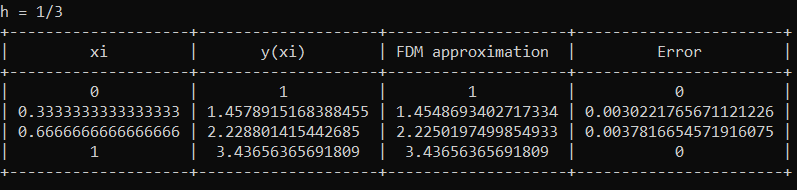 h = 1/3
+--------------------+--------------------+--------------------+-----------------------+
| xi | y(xi) | FDM approximation | Error |
+--------------------+--------------------+--------------------+-----------------------+
| 0 | 1 | 1 | 0 |
| 0.3333333333333333 | 1.4578915168388455 | 1.4548693402717334 | 0.0030221765671121226 |
| 0.6666666666666666 | 2.228801415442685 | 2.2250197499854933 | 0.0037816654571916075 |
| 1 | 3.43656365691809 | 3.43656365691809 | 0 |
+--------------------+--------------------+--------------------+-----------------------+